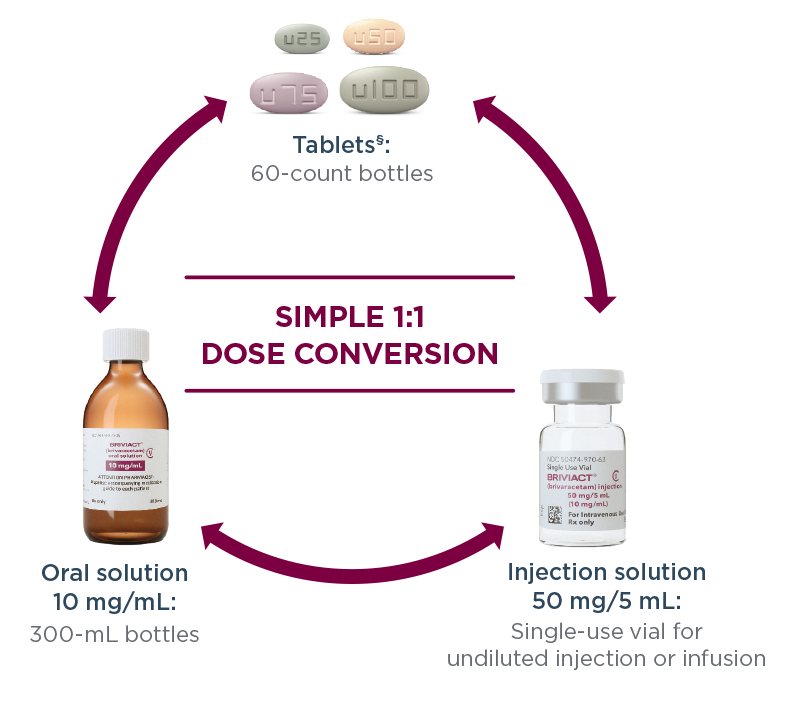 u25
u50
u75
u100
Tablets§:
60-count bottles
SIMPLE 1:1
DOSE CONVERSION
BRIVIACT
(brivaracetam)
oral solution
10 mg/mL
Rx only
NDC 50474-970-63
Single Use Vial
BRIVIACT®
(brivaracetam) injection
50 mg/5 mL
(10 mg/mL)
For Intravenous
Rx only
Oral solution
10 mg/mL:
300-mL bottles
Injection solution
50 mg/5 mL:
Single-use vial for
undiluted injection or infusion